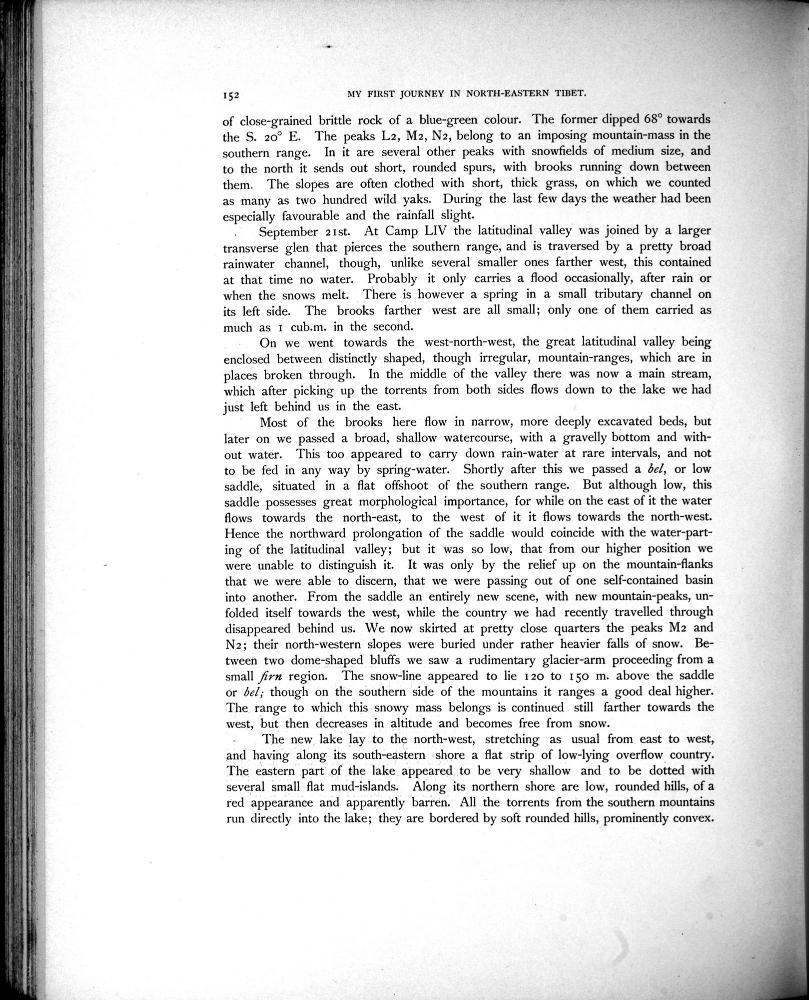 152 MY FIRST JOURNEY IN NORTH-EASTERN TIBET.
of close-grained brittle rock of a blue-green colour. The former dipped 68° towards
the S. 20° E. The peaks L2, M2, N2, belong to an imposing mountain-mass in the
southern range. In it are several other peaks with snowfields of medium size, and
to the north it sends out short, rounded spurs, with brooks running down between
them. The slopes are often clothed with short, thick grass, on which we counted
as many as two hundred wild yaks. During the last few days the weather had been
especially favourable and the rainfall slight.
September 21st. At Camp LIV the latitudinal valley was joined by a larger
transverse glen that pierces the southern range, and is traversed by a pretty broad
rainwater channel, though, unlike several smaller ones farther west, this contained
at that time no water. Probably it only carries a flood occasionally, after rain or
when the snows melt. There is however a spring in a small tributary channel on
its left side. The brooks farther west are all small; only one of them carried as
much as 1 cub.m. in the second.
On we went towards the west-north-west, the great latitudinal valley being
enclosed between distinctly shaped, though irregular, mountain-ranges, which are in
places broken through. In the middle of the valley there was now a main stream,
which after picking up the torrents from both sides flows down to the lake we had
just left behind us in the east.
Most of the brooks here flow in narrow, more deeply excavated beds, but
later on we passed a broad, shallow watercourse, with a gravelly bottom and with-
out water. This too appeared to carry down rain-water at rare intervals, and not
to be fed in any way by spring-water. Shortly after this we passed a bel, or low
saddle, situated in a flat offshoot of the southern range. But although low, this
saddle possesses great morphological importance, for while on the east of it the water
flows towards the north-east, to the west of it it flows towards the north-west.
Hence the northward prolongation of the saddle would coincide with the water-part-
ing of the latitudinal valley; but it was so low, that from our higher position we
were unable to distinguish it. It was only by the relief up on the mountain-flanks
that we were able to discern, that we were passing out of one self-contained basin
into another. From the saddle an entirely new scene, with new mountain-peaks, un-
folded itself towards the west, while the country we had recently travelled through
disappeared behind us. We now skirted at pretty close quarters the peaks M2 and
N2; their north-western slopes were buried under rather heavier falls of snow. Be-
tween two dome-shaped bluffs we saw a rudimentary glacier-arm proceeding from a
small firn region. The snow-line appeared to lie 120 to 150 m. above the saddle
or bel; though on the southern side of the mountains it ranges a good deal higher.
The range to which this snowy mass belongs is continued still farther towards the
west, but then decreases in altitude and becomes free from snow.
The new lake lay to the north-west, stretching as usual from east to west,
and having along its south-eastern shore a flat strip of low-lying overflow country.
The eastern part of the lake appeared to be very shallow and to be dotted with
several small flat mud-islands. Along its northern shore are low, rounded hills, of a
red appearance and apparently barren. All the torrents from the southern mountains
run directly into the lake; they are bordered by soft rounded hills, prominently convex.